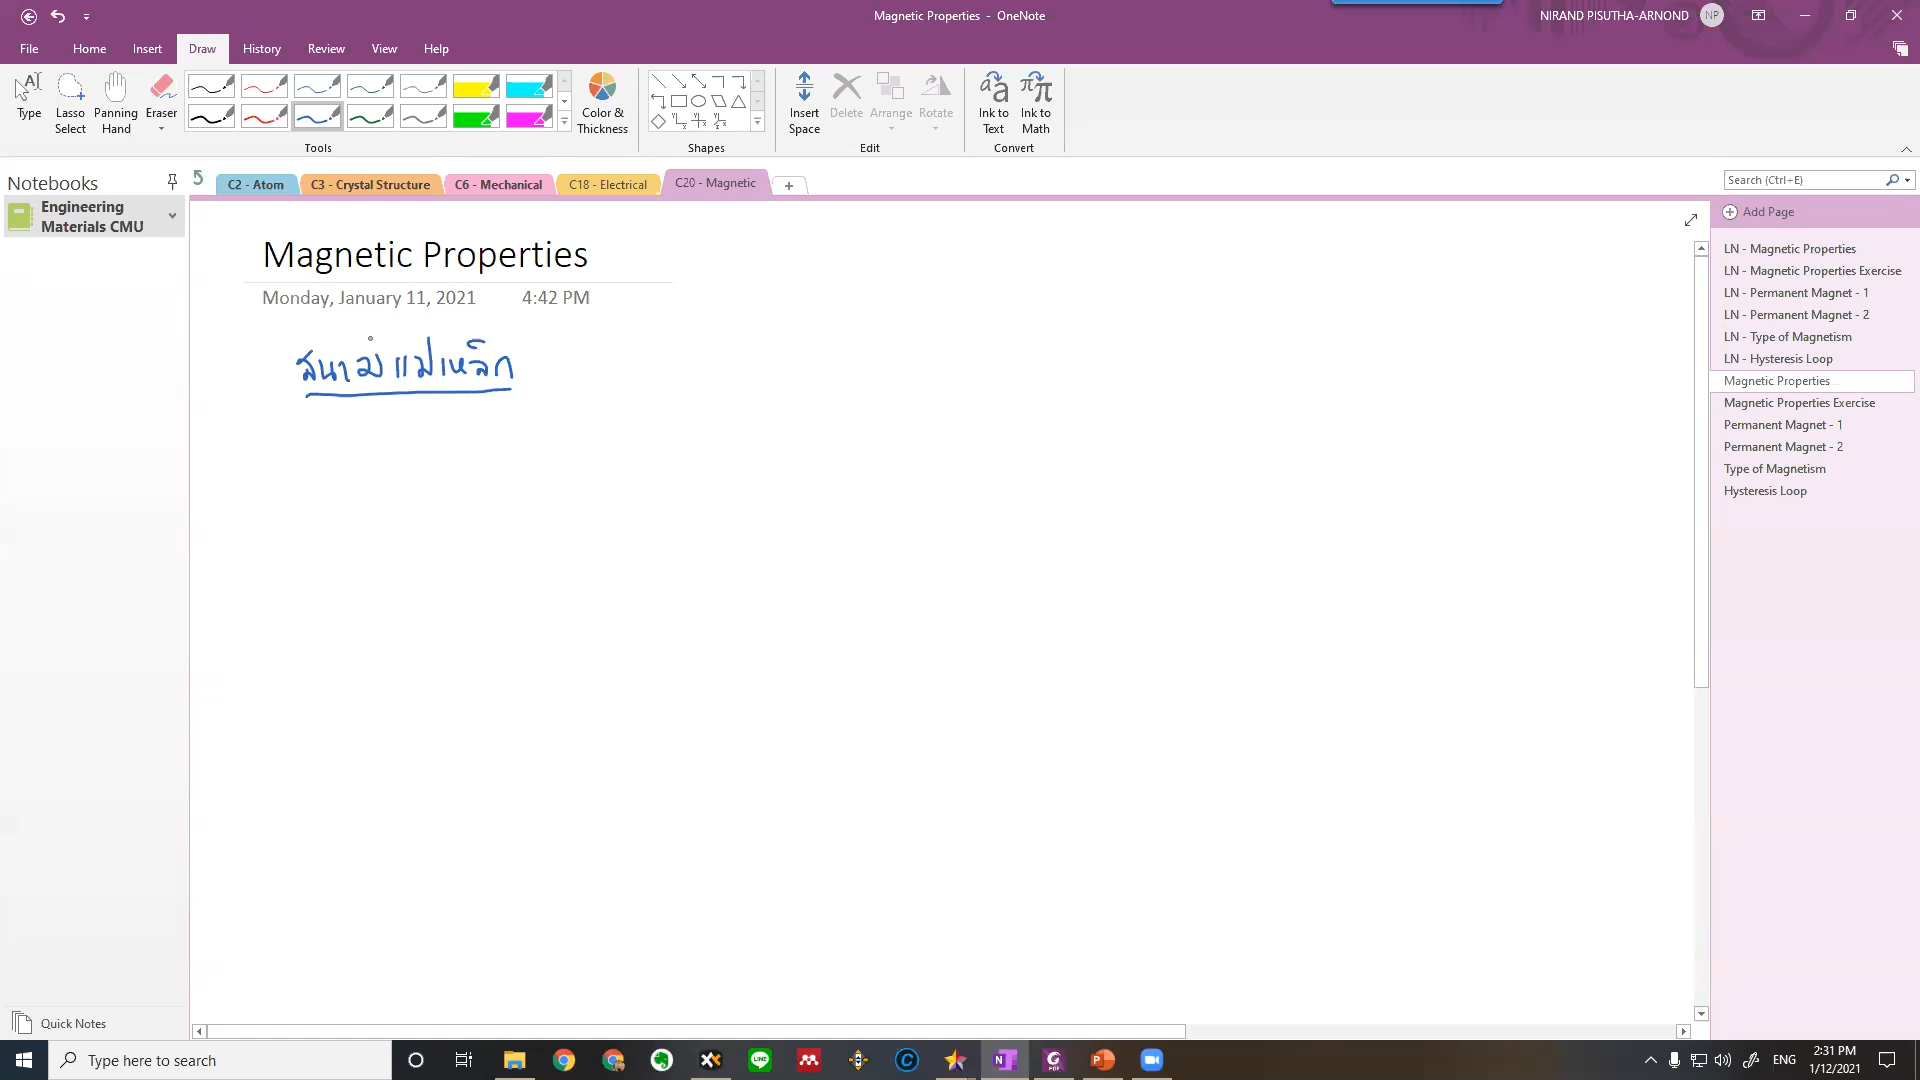 Magnetic Properties - OneNote
NIRAND PISUTHA-ARNOND NP
File Home Insert Draw History Review View Help
Type
Lasso Select
Panning Hand
Eraser
Color & Thickness
Insert Space
Delete
Arrange
Rotate
Ink to Text
Ink to Math
Tools
Shapes
Edit
Convert
Notebooks
Engineering Materials CMU
C2 - Atom
C3 - Crystal Structure
C6 - Mechanical
C18 - Electrical
C20 - Magnetic
Search (Ctrl+E)
Magnetic Properties
Monday, January 11, 2021 4:42 PM
สนามแม่เหล็ก
Add Page
LN - Magnetic Properties
LN - Magnetic Properties Exercise
LN - Permanent Magnet - 1
LN - Permanent Magnet - 2
LN - Type of Magnetism
LN - Hysteresis Loop
Magnetic Properties
Magnetic Properties Exercise
Permanent Magnet - 1
Permanent Magnet - 2
Type of Magnetism
Hysteresis Loop
Quick Notes
Type here to search
ENG
2:31 PM
1/12/2021